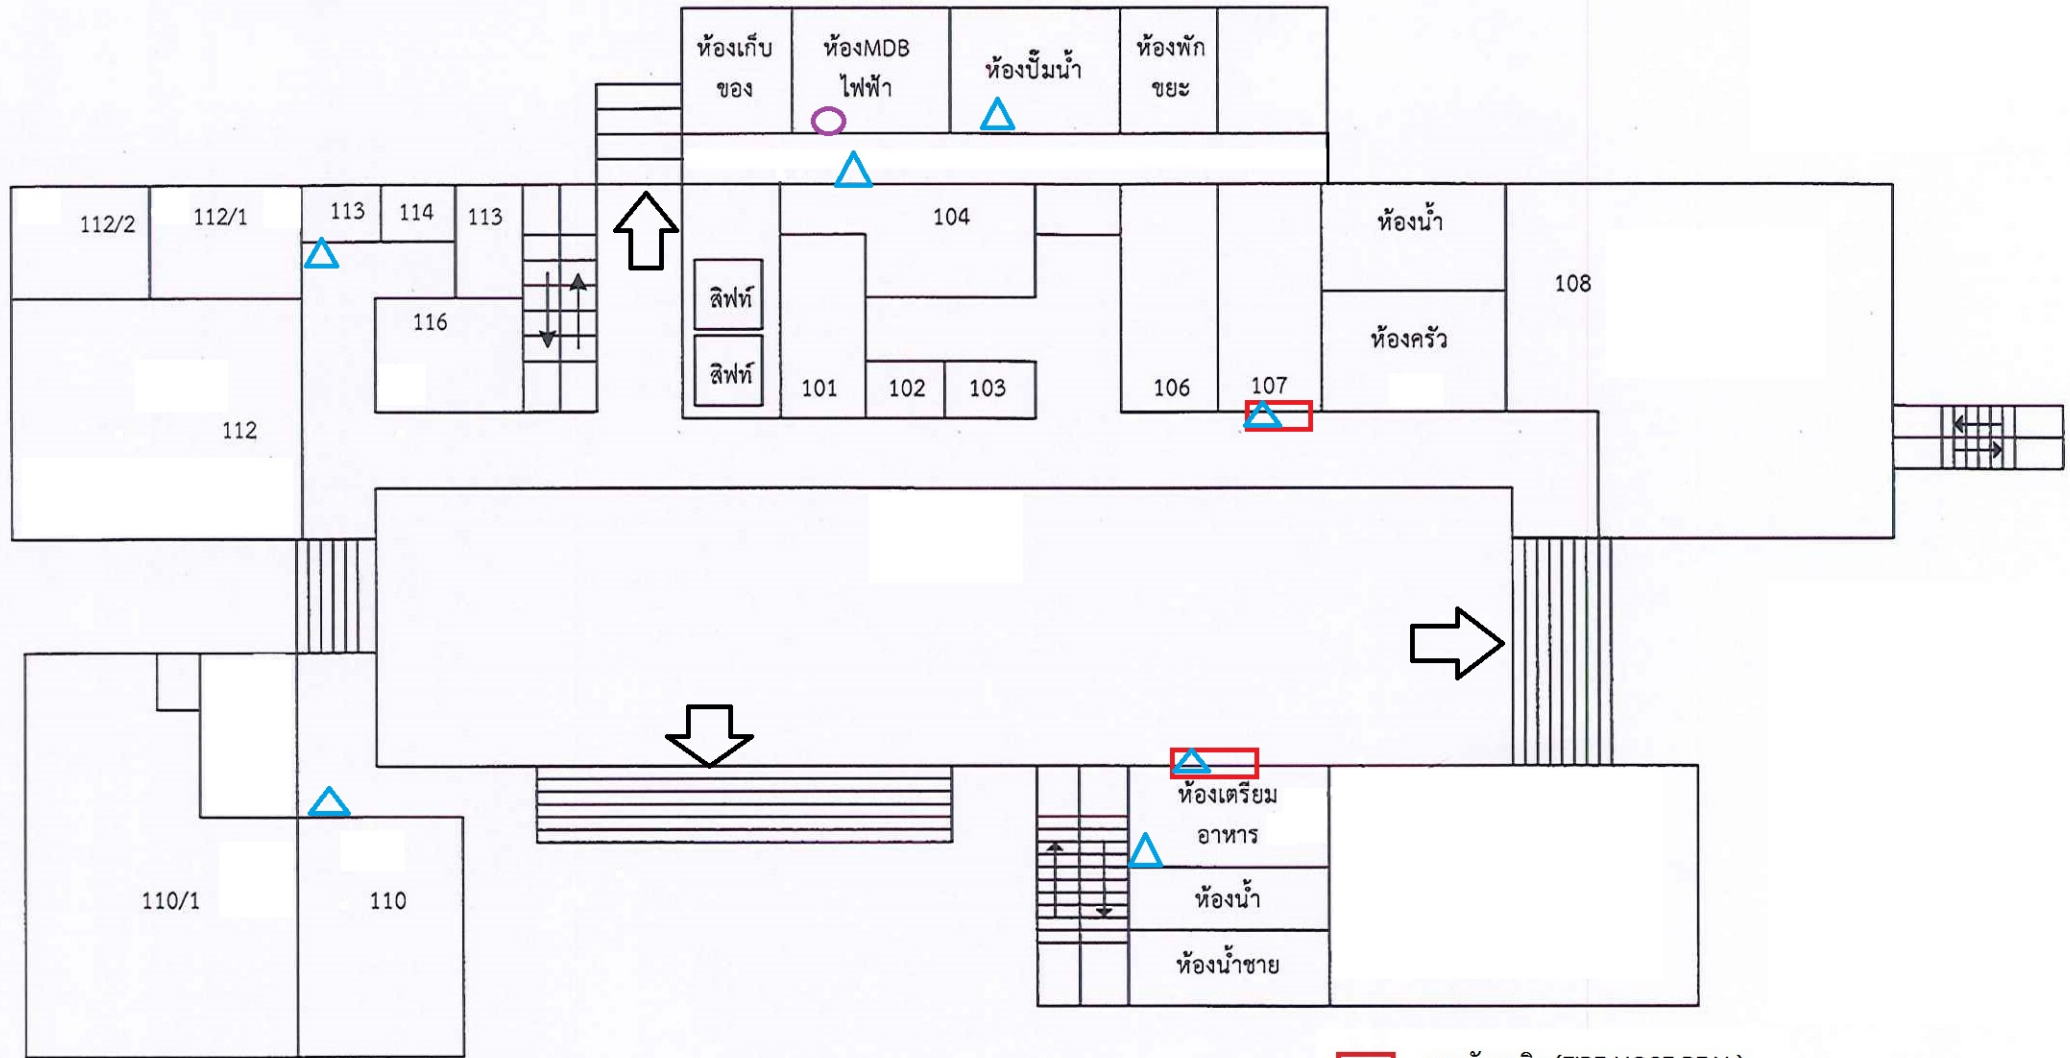 ห้องเก็บ
ของ
ห้องMDB
ไฟฟ้า
ห้องปั๊มน้ำ
ห้องพัก
ขยะ
112/2
112/1
113
114
113
104
ห้องน้ำ
108
116
ลิฟท์
ลิฟท์
ห้องครัว
101
102
103
106
107
112
ห้องเตรียม
อาหาร
110/1
110
ห้องน้ำ
ห้องน้ำชาย